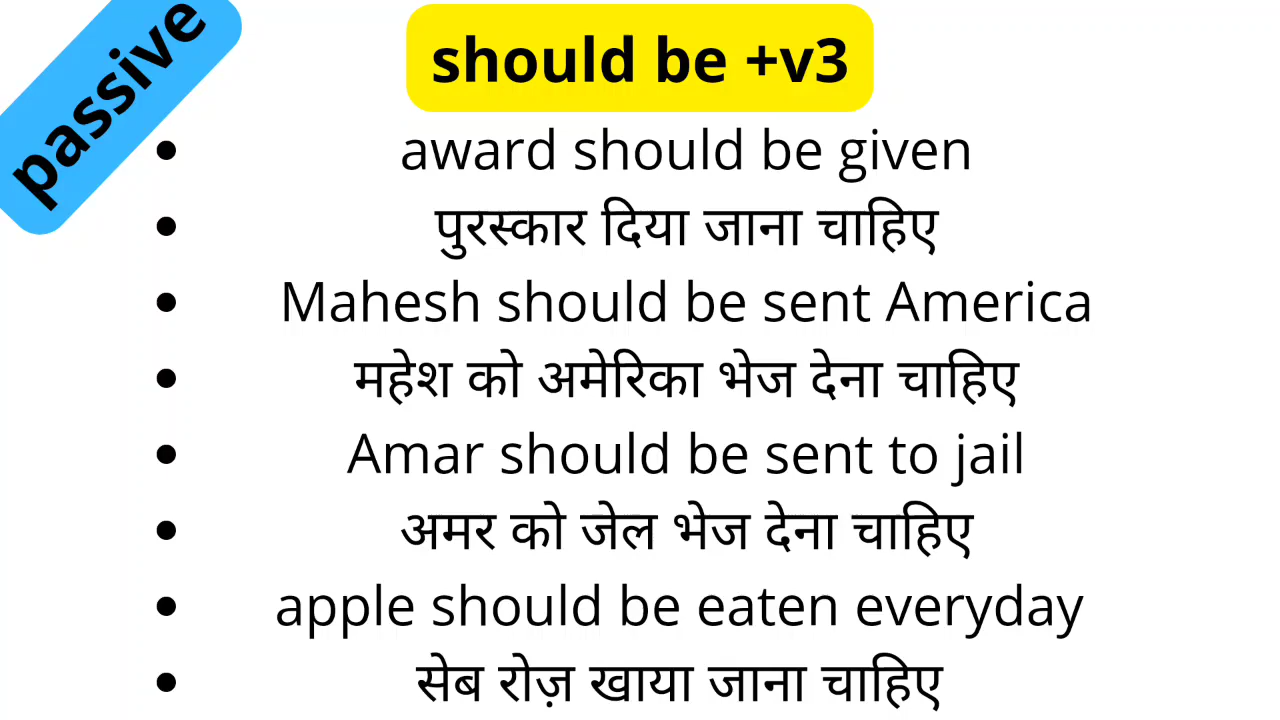 passive
should be +v3
award should be given
पुरस्कार दिया जाना चाहिए
Mahesh should be sent America
महेश को अमेरिका भेज देना चाहिए
Amar should be sent to jail
अमर को जेल भेज देना चाहिए
apple should be eaten everyday
सेब रोज़ खाया जाना चाहिए